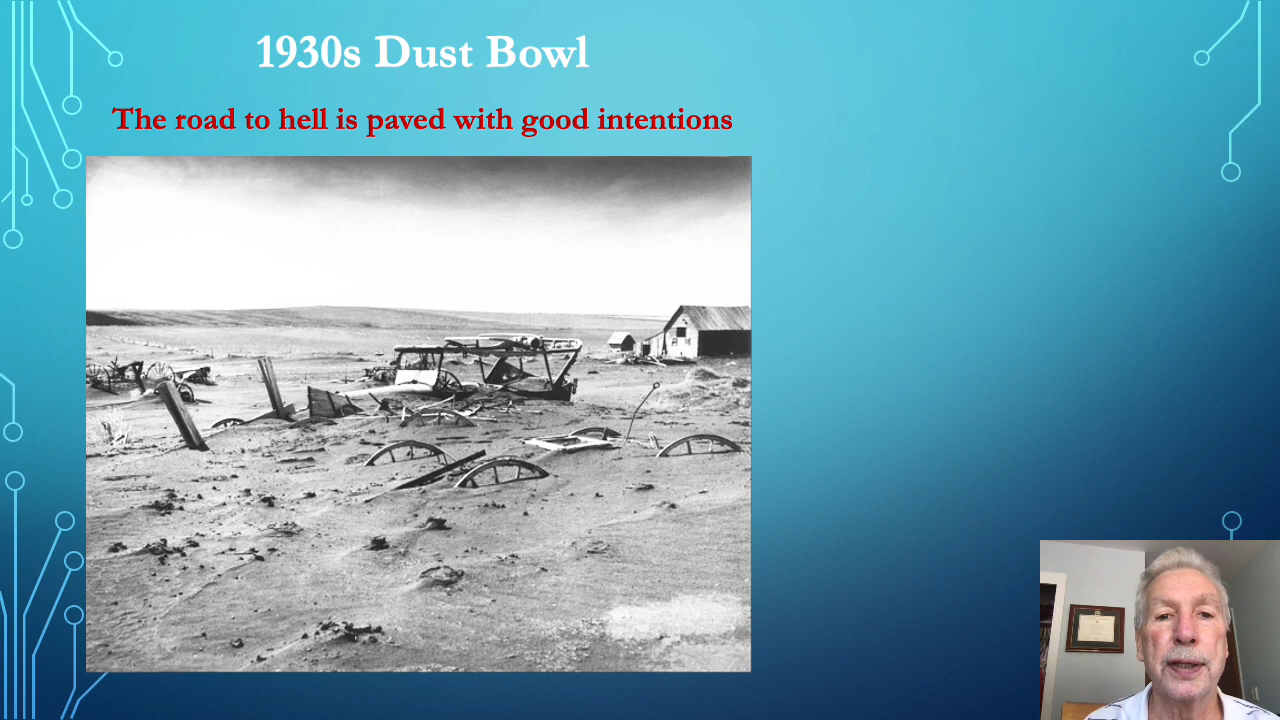 1930s Dust Bowl
The road to hell is paved with good intentions